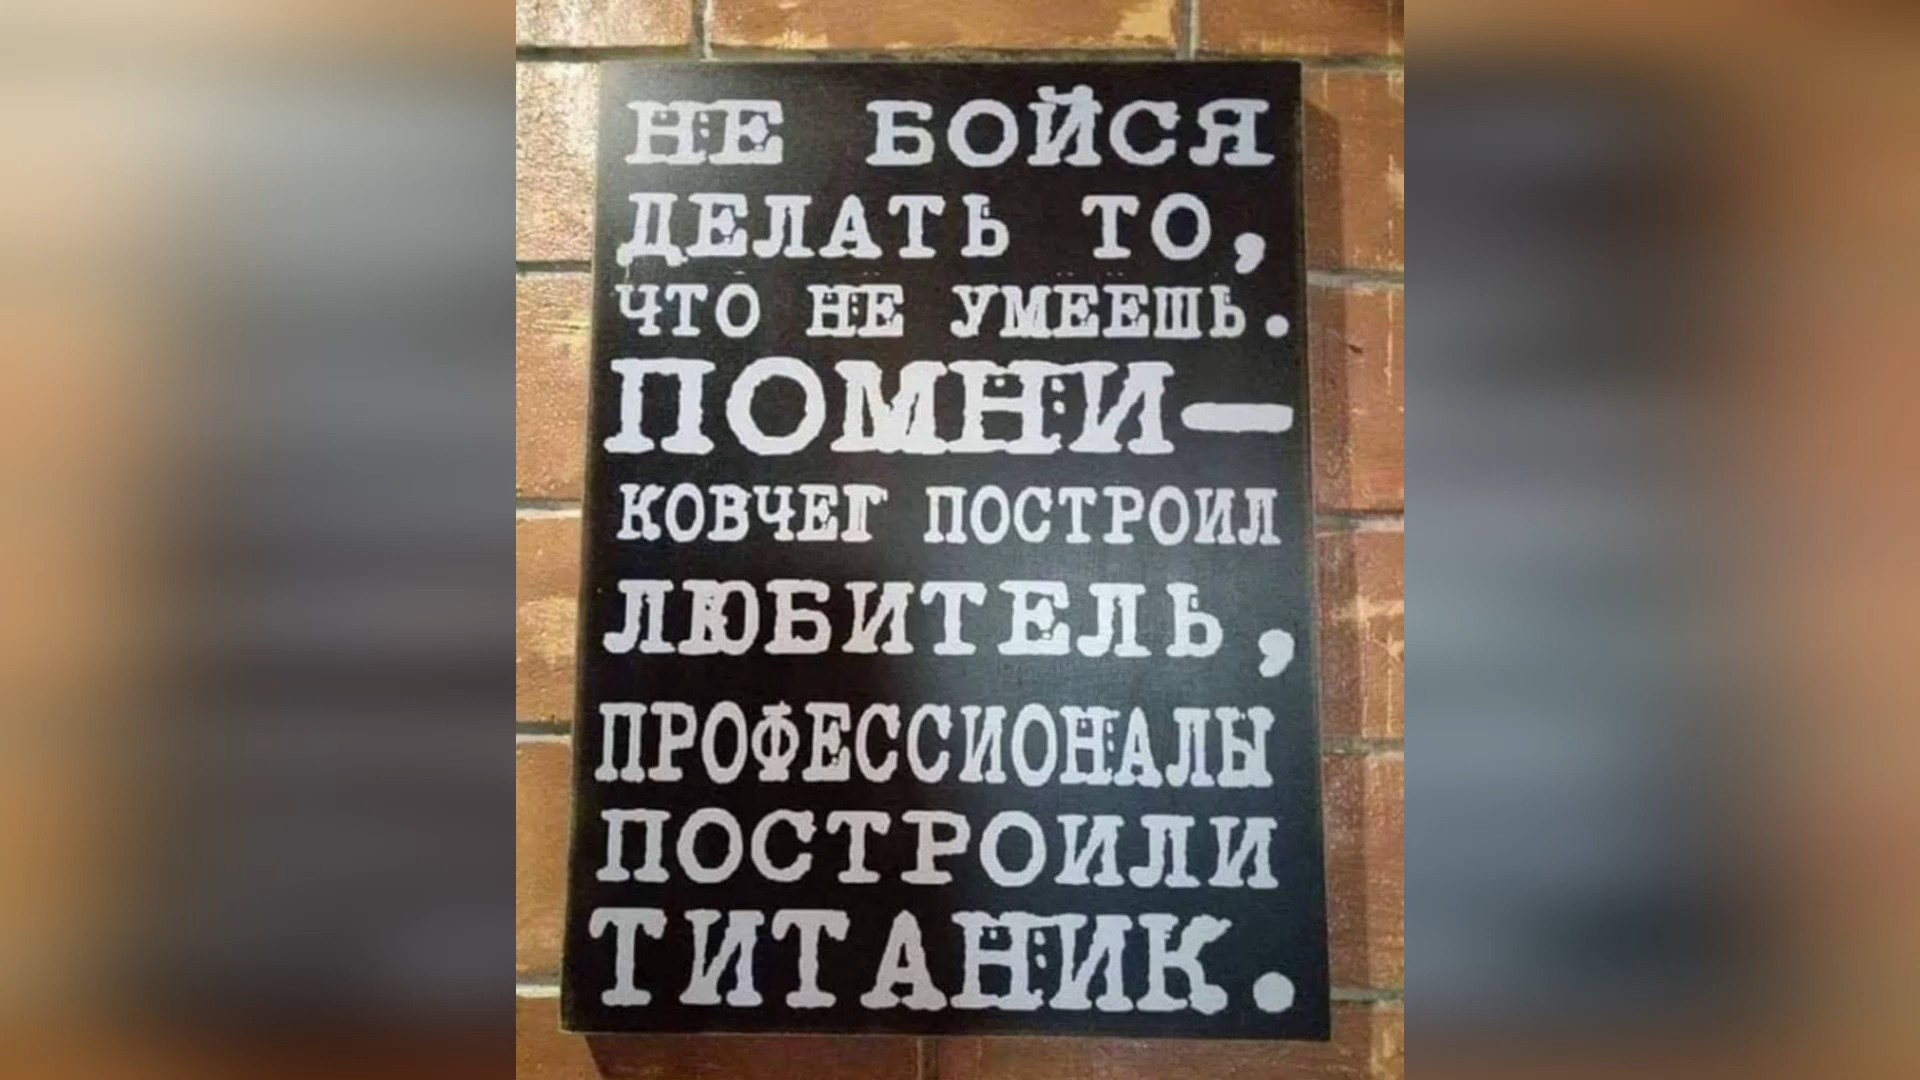 НЕ БОЙСЯ
ДЕЛАТЬ ТО,
ЧТО НЕ УМЕЕШЬ.
ПОМНИ—
КОВЧЕГ ПОСТРОИЛ
ЛЮБИТЕЛЬ,
ПРОФЕССИОНАЛЫ
ПОСТРОИЛИ
ТИТАНИК.